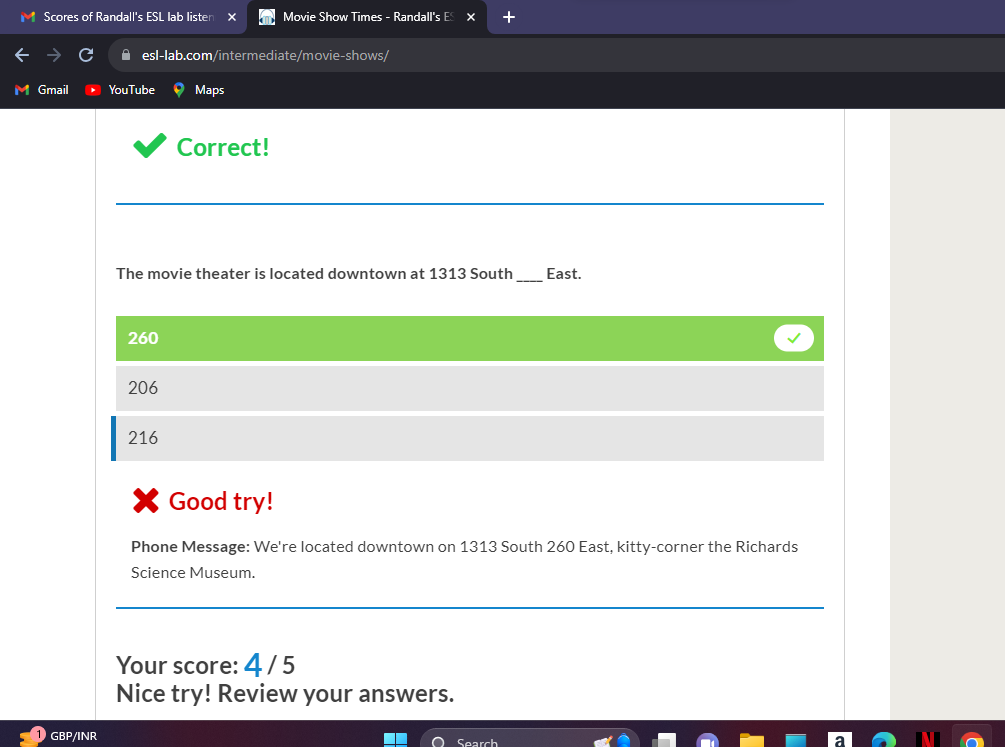 Scores of Randall's ESL lab listen
Movie Show Times - Randall's ES
esl-lab.com/intermediate/movie-shows/
Gmail YouTube Maps
Correct!
The movie theater is located downtown at 1313 South ____ East.
260
206
216
Good try!
Phone Message: We're located downtown on 1313 South 260 East, kitty-corner the Richards
Science Museum.
Your score: 4 / 5
Nice try! Review your answers.
1 GBP/INR
Search
a
N